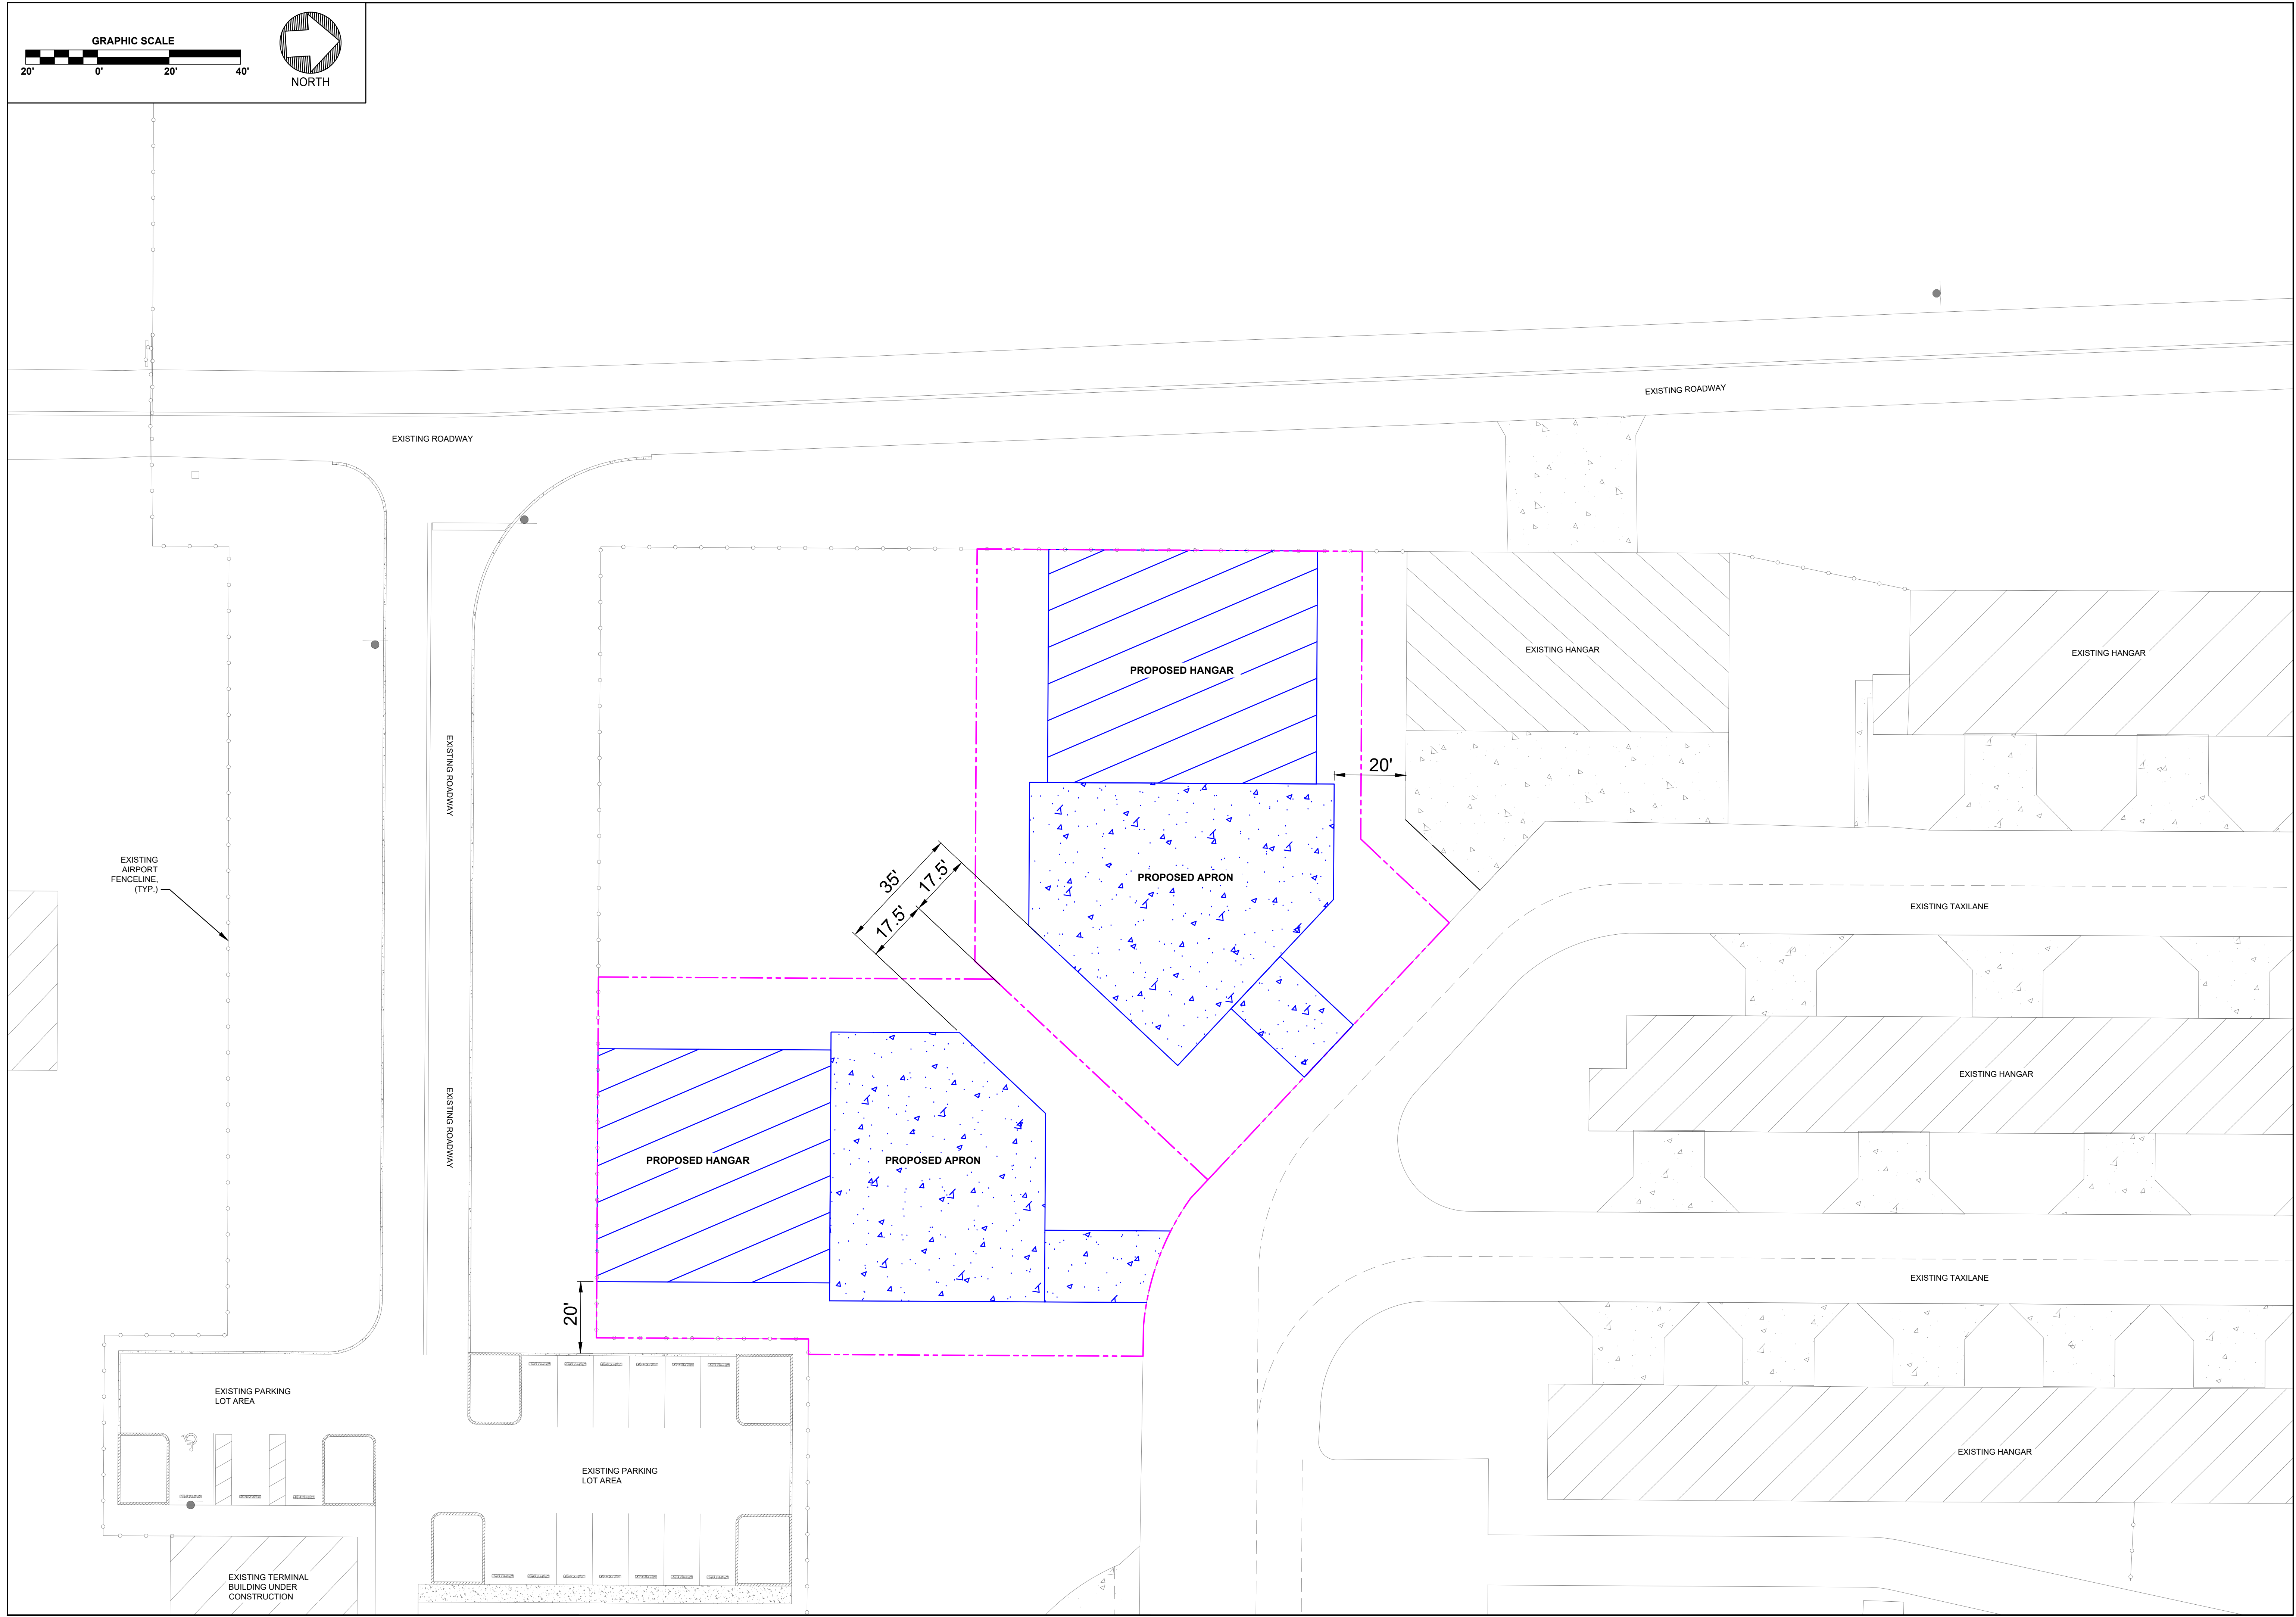 GRAPHIC SCALE
20' 0' 20' 40'
NORTH
EXISTING ROADWAY
EXISTING ROADWAY
EXISTING HANGAR
EXISTING HANGAR
PROPOSED HANGAR
EXISTING ROADWAY
20'
EXISTING
AIRPORT
FENCELINE,
(TYP.)
35'
17.5'
17.5'
PROPOSED APRON
EXISTING TAXILANE
EXISTING HANGAR
EXISTING ROADWAY
PROPOSED HANGAR
PROPOSED APRON
EXISTING TAXILANE
20'
EXISTING PARKING
LOT AREA
EXISTING PARKING
LOT AREA
EXISTING HANGAR
EXISTING TERMINAL
BUILDING UNDER
CONSTRUCTION